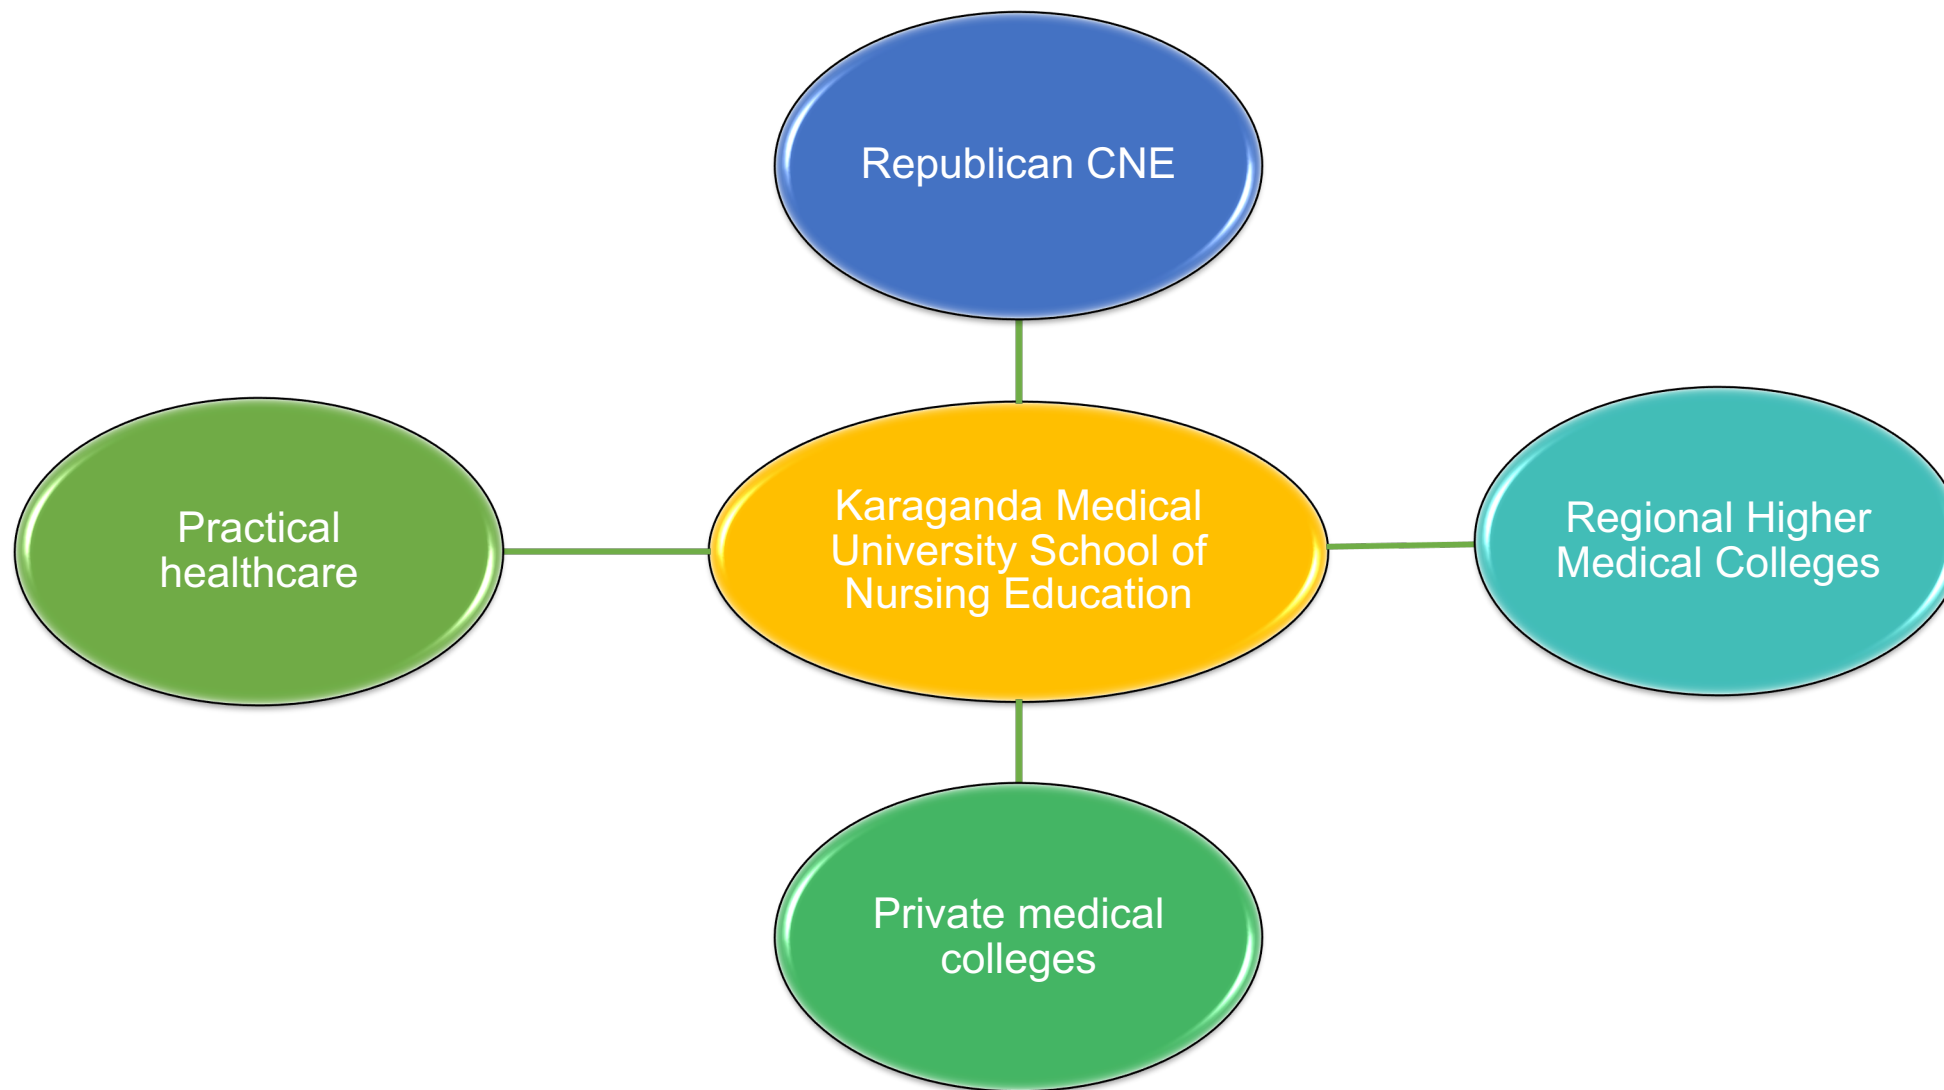 Republican CNE
Practical
healthcare
Karaganda Medical
University School of
Nursing Education
Regional Higher
Medical Colleges
Private medical
colleges